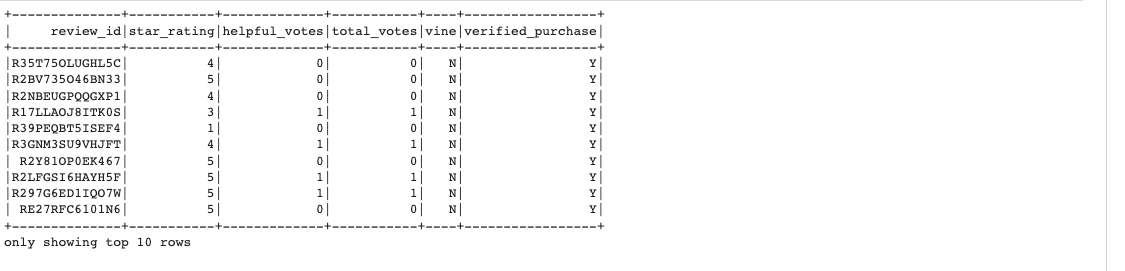 +--------------+-----------+-------------+-----------+----+-----------------+
|     review_id|star_rating|helpful_votes|total_votes|vine|verified_purchase|
+--------------+-----------+-------------+-----------+----+-----------------+
|R35T75OLUGHL5C|          4|            0|          0|   N|                Y|
|R2BV735O46BN33|          5|            0|          0|   N|                Y|
|R2NBEUGPQQGXP1|          4|            0|          0|   N|                Y|
|R17LLAOJ8ITK0S|          3|            1|          1|   N|                Y|
|R39PEQBT5ISEF4|          1|            0|          0|   N|                Y|
|R3GNM3SU9VHJFT|          4|            1|          1|   N|                Y|
| R2Y81OP0EK467|          5|            0|          0|   N|                Y|
|R2LFGSI6HAYH5F|          5|            1|          1|   N|                Y|
|R297G6ED1IQO7W|          5|            1|          1|   N|                Y|
| RE27RFC6101N6|          5|            0|          0|   N|                Y|
+--------------+-----------+-------------+-----------+----+-----------------+
only showing top 10 rows